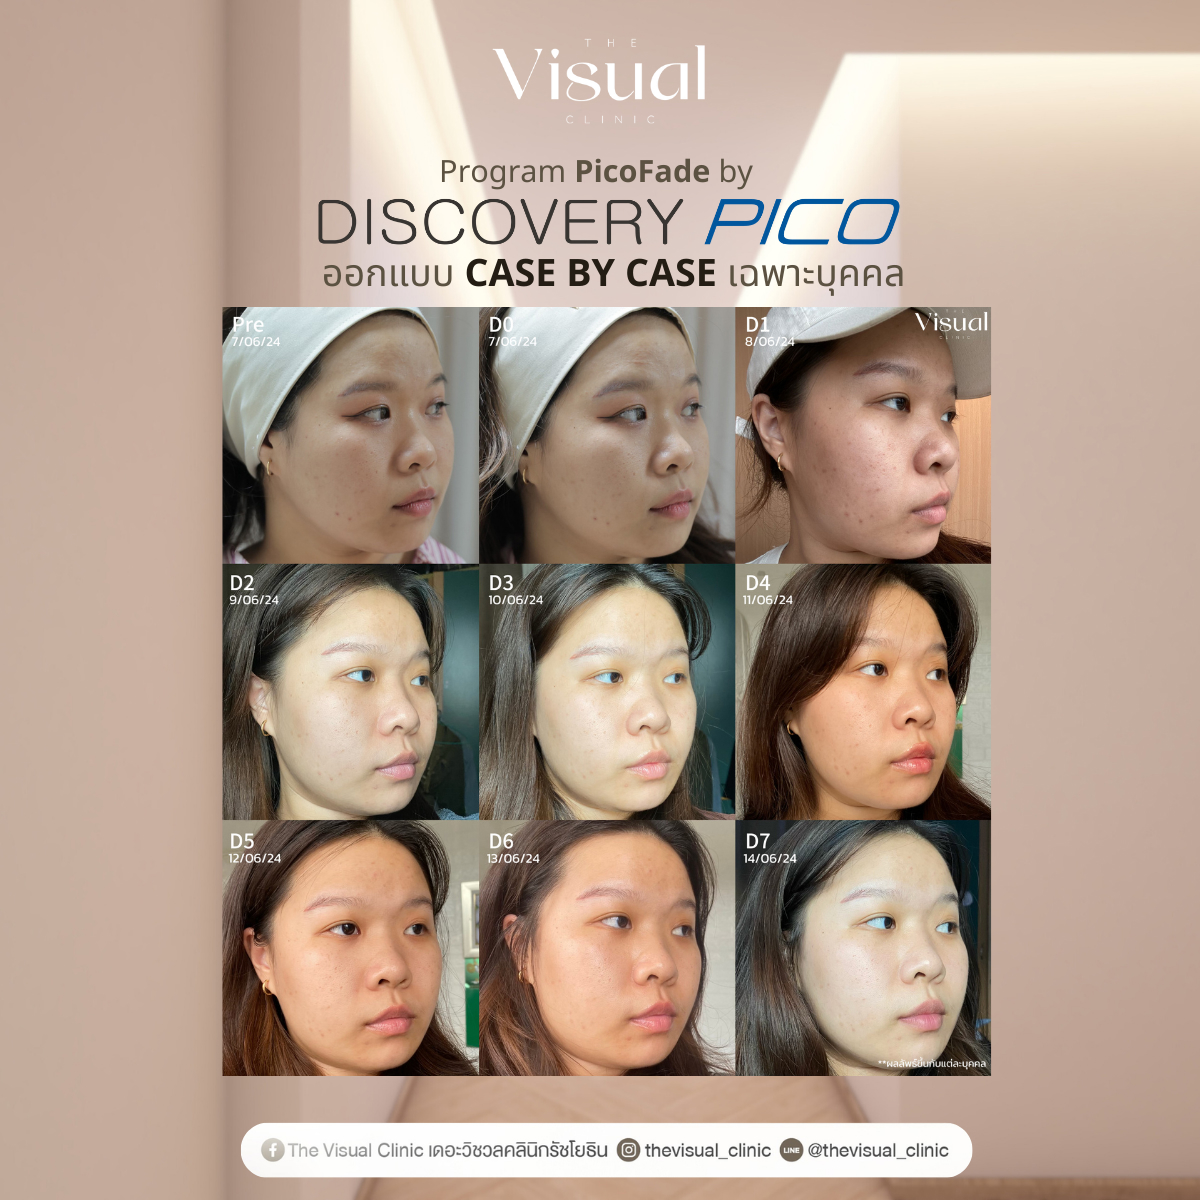 THE
Visual
CLINIC
Program PicoFade by
DISCOVERY PICO
ออกแบบ CASE BY CASE เฉพาะบุคคล
Pre
7/06/24
D0
7/06/24
D1
8/06/24
THE
Visual
CLINIC
D2
9/06/24
D3
10/06/24
D4
11/06/24
D5
12/06/24
D6
13/06/24
D7
14/06/24
**ผลลัพธ์ขึ้นกับแต่ละบุคคล
The Visual Clinic เดอะวิชวลคลินิกรัชโยธิน thevisual_clinic LINE @thevisual_clinic